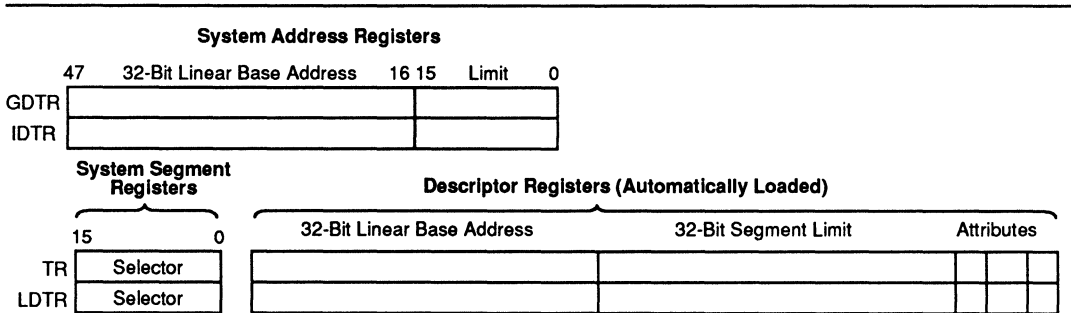 System Address Registers
47 32-Bit Linear Base Address 16 15 Limit 0
GDTR
IDTR
System Segment
Registers
Descriptor Registers (Automatically Loaded)
15 0
32-Bit Linear Base Address 32-Bit Segment Limit Attributes
TR Selector
LDTR Selector